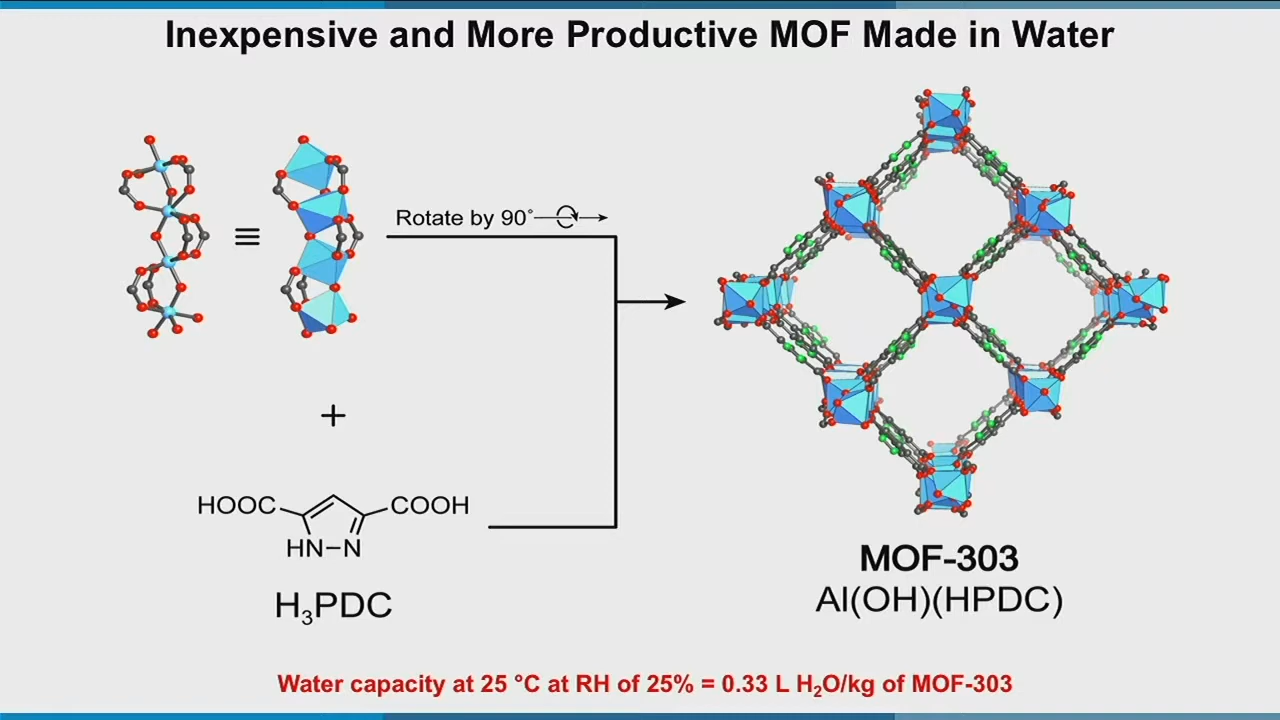 Inexpensive and More Productive MOF Made in Water
≡
Rotate by 90°
+
HOOC
COOH
HN–N
H₃PDC
MOF-303
Al(OH)(HPDC)
Water capacity at 25 °C at RH of 25% = 0.33 L H₂O/kg of MOF-303